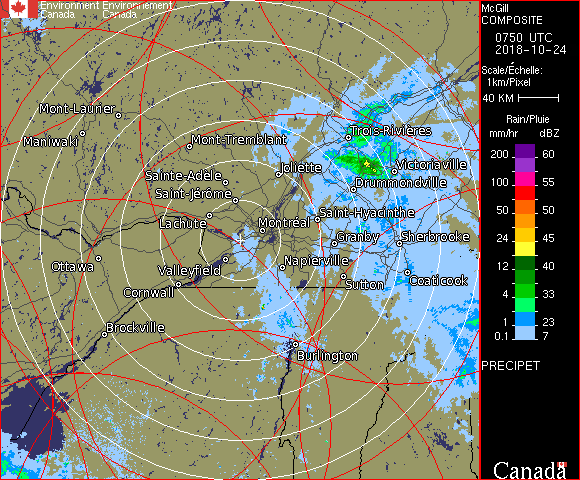 Environment Environnement
Canada Canada
McGill
COMPOSITE
0750 UTC
2018-10-24
Scale/Échelle:
1km/Pixel
40 KM
Rain/Pluie
mm/hr dBZ
200 60
100 55
50 50
24 45
12 40
4 33
1 23
0.1 7
PRECIPET
Canada
Mont-Laurier
Maniwaki
Mont-Tremblant
Trois-Rivières
Sainte-Adèle
Joliette
Victoriaville
Saint-Jérôme
Drummondville
Lachute
Montréal
Saint-Hyacinthe
Granby
Sherbrooke
Ottawa
Valleyfield
Napierville
Cornwall
Sutton
Coaticook
Brockville
Burlington